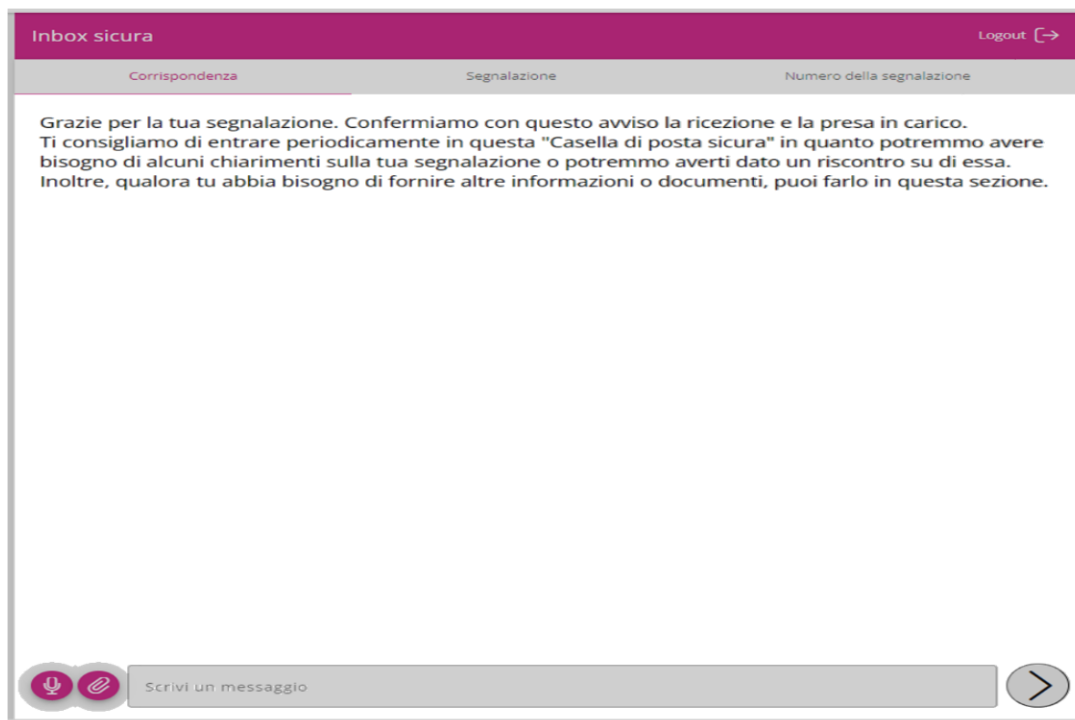 Inbox sicura
Logout
Corrispondenza
Segnalazione
Numero della segnalazione
Grazie per la tua segnalazione. Confermiamo con questo avviso la ricezione e la presa in carico.
Ti consigliamo di entrare periodicamente in questa "Casella di posta sicura" in quanto potremmo avere
bisogno di alcuni chiarimenti sulla tua segnalazione o potremmo averti dato un riscontro su di essa.
Inoltre, qualora tu abbia bisogno di fornire altre informazioni o documenti, puoi farlo in questa sezione.
Scrivi un messaggio